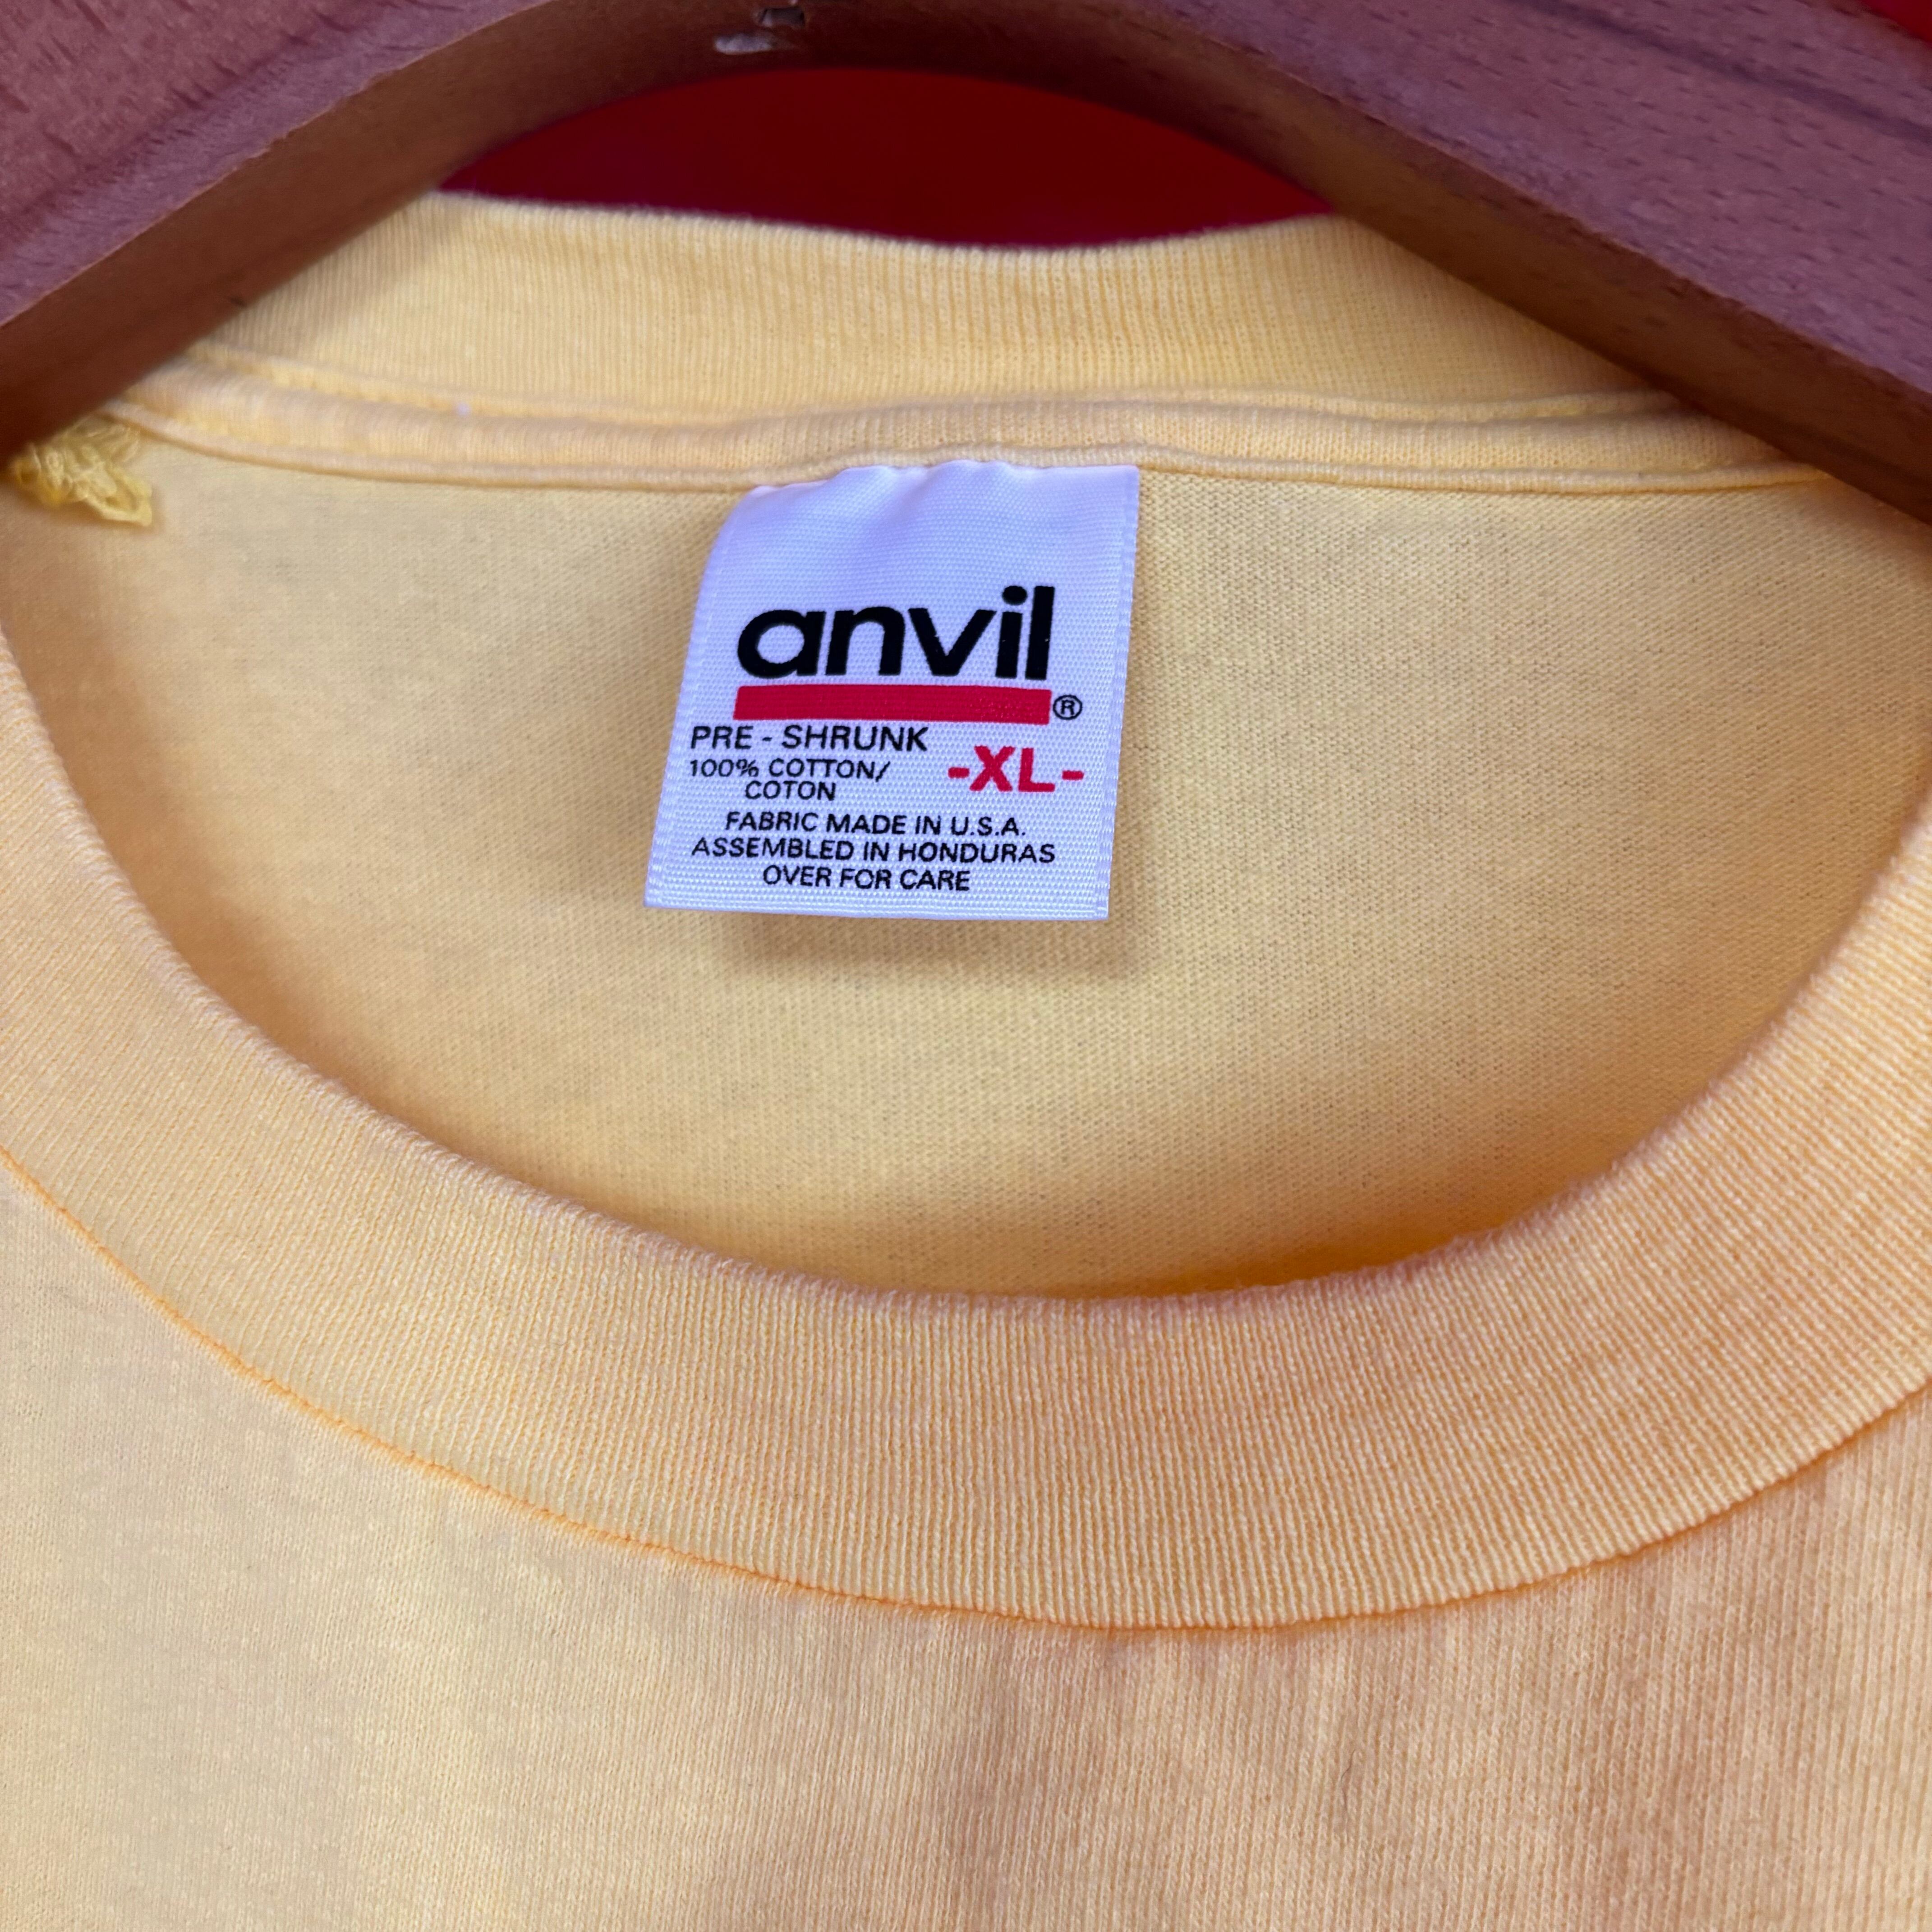 anvil®
PRE - SHRUNK
100% COTTON/
COTON
-XL-
FABRIC MADE IN U.S.A.
ASSEMBLED IN HONDURAS
OVER FOR CARE